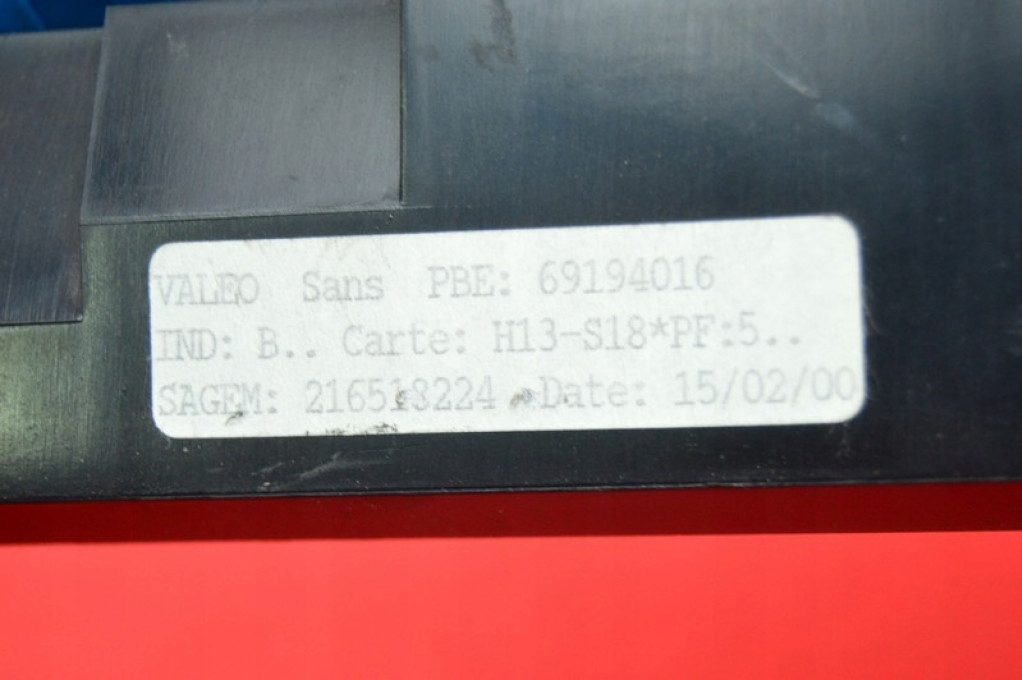 VALEO Sans PBE: 69194016
IND: B.. Carte: H13-S18*PF:5..
SAGEM: 216518224 Date: 15/02/00